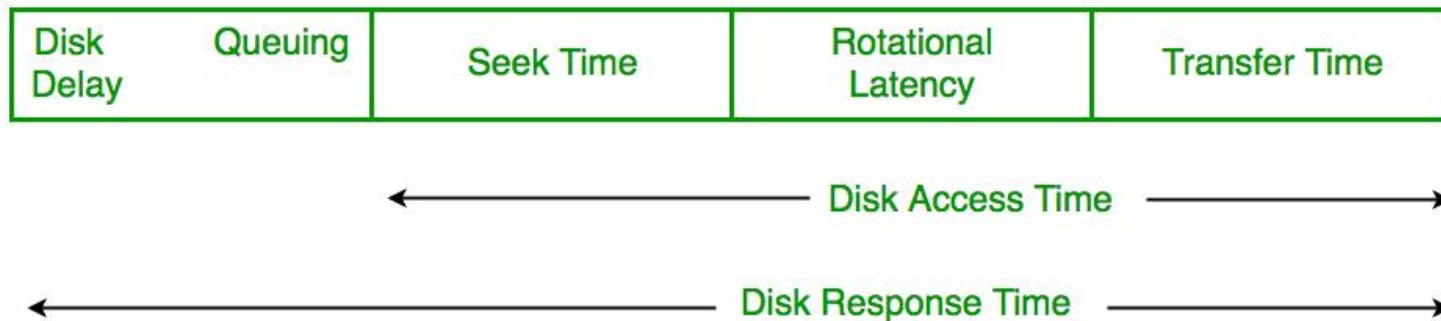 Disk Queuing
Delay
Seek Time
Rotational
Latency
Transfer Time
Disk Access Time
Disk Response Time